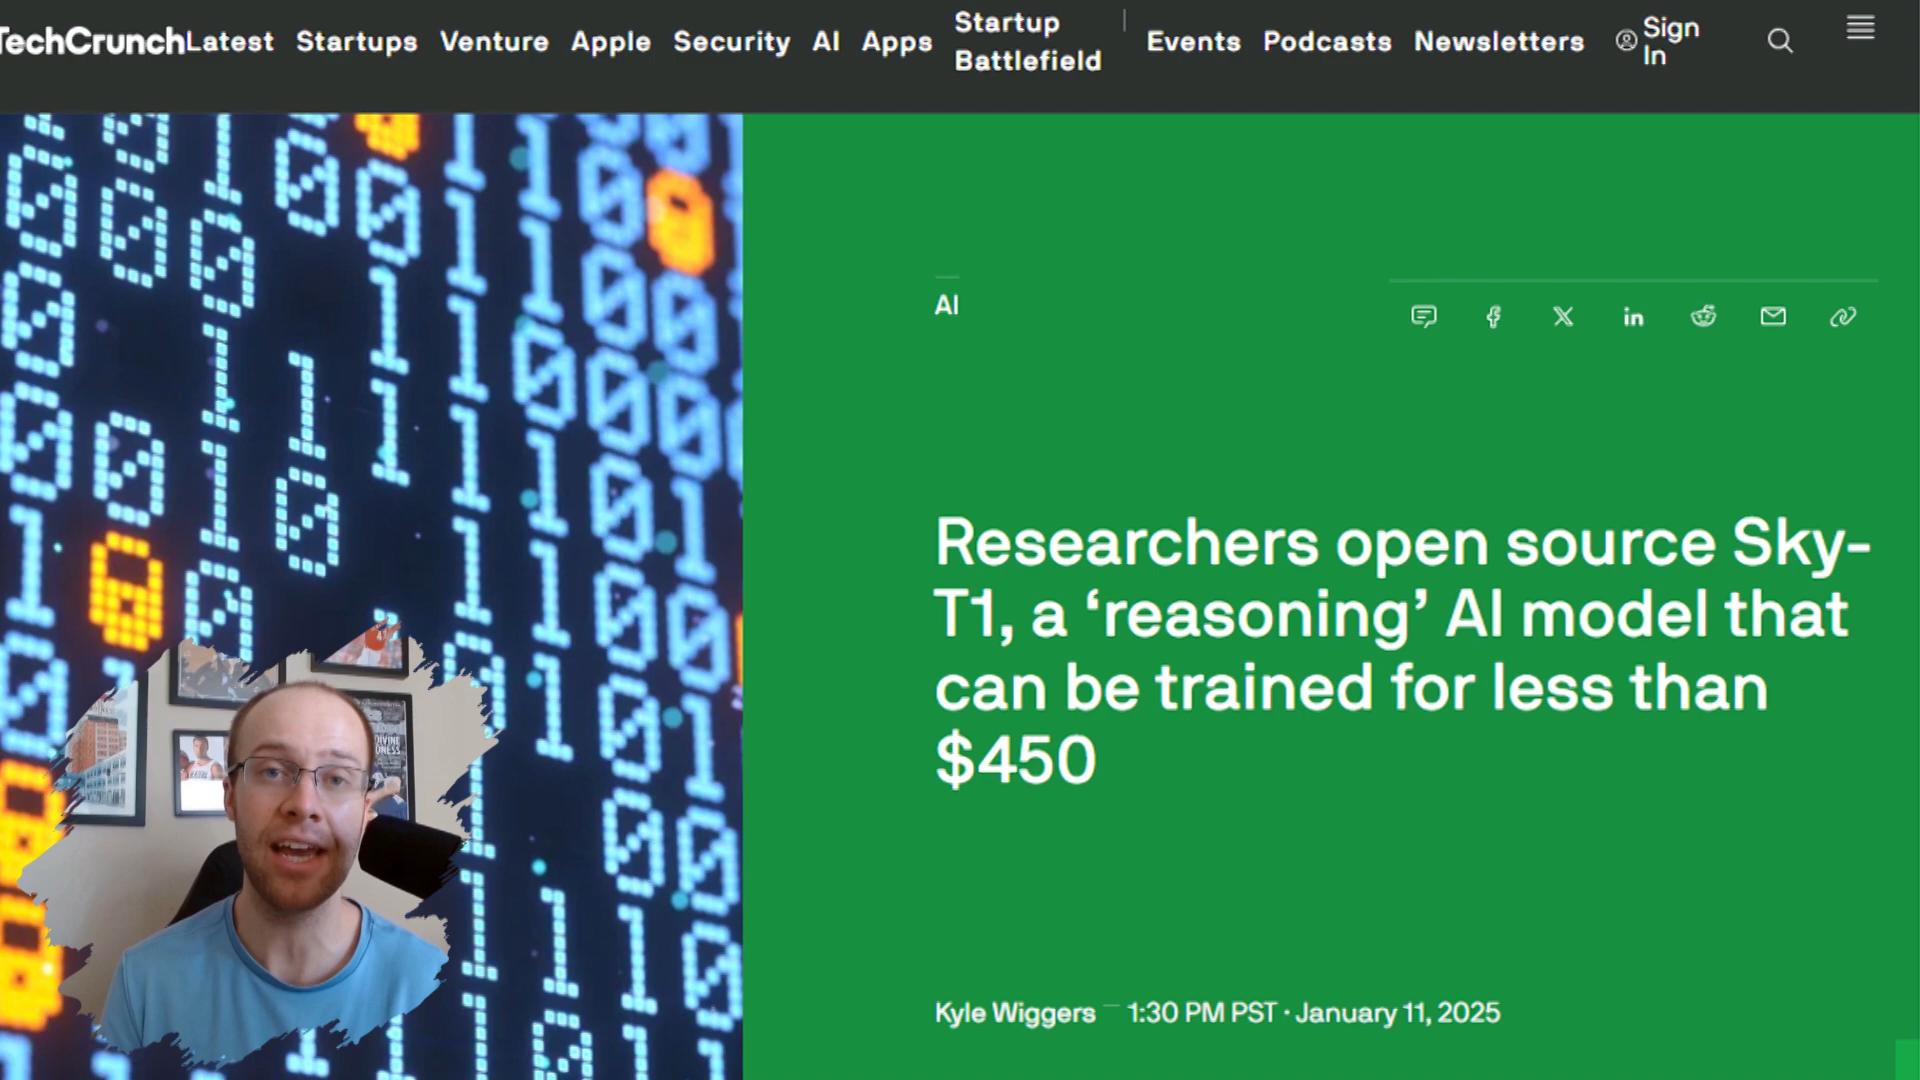 TechCrunch Latest Startups Venture Apple Security AI Apps Startup Battlefield Events Podcasts Newsletters Sign In
AI
Researchers open source Sky-
T1, a ‘reasoning’ AI model that
can be trained for less than
$450
Kyle Wiggers — 1:30 PM PST · January 11, 2025